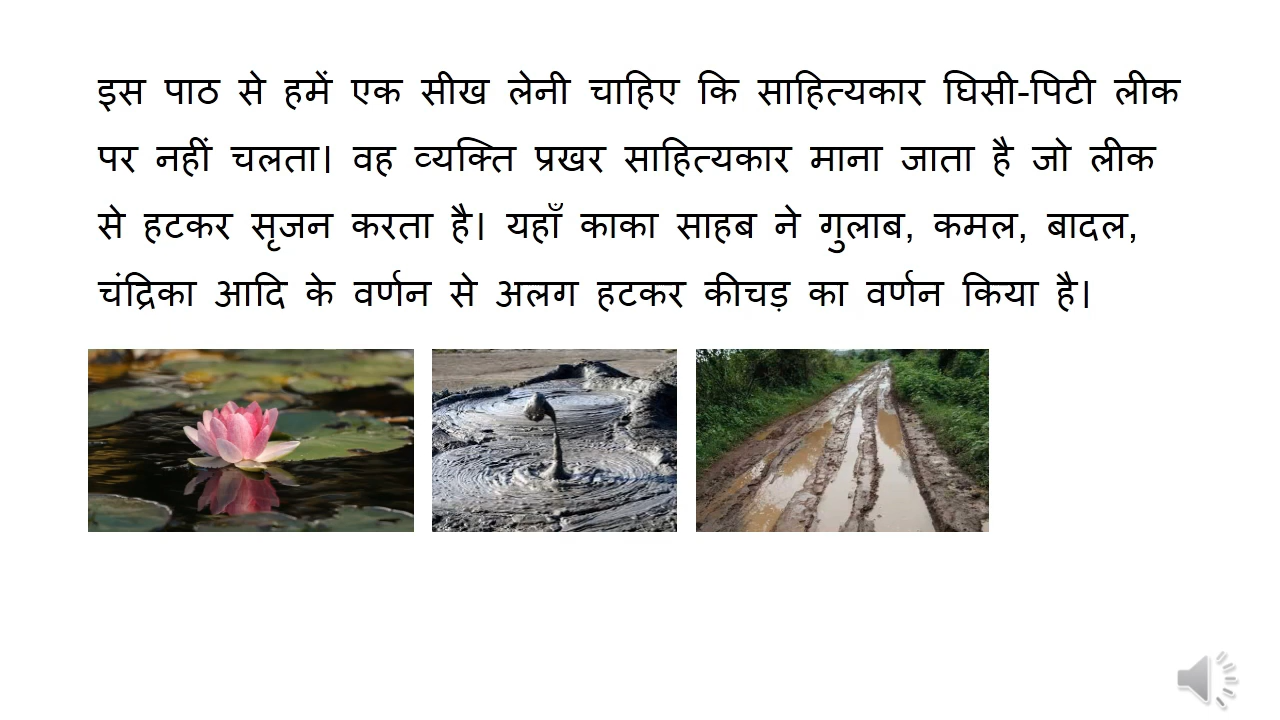 इस पाठ से हमें एक सीख लेनी चाहिए कि साहित्यकार घिसी-पिटी लीक
पर नहीं चलता। वह व्यक्ति प्रखर साहित्यकार माना जाता है जो लीक
से हटकर सृजन करता है। यहाँ काका साहब ने गुलाब, कमल, बादल,
चंद्रिका आदि के वर्णन से अलग हटकर कीचड़ का वर्णन किया है।